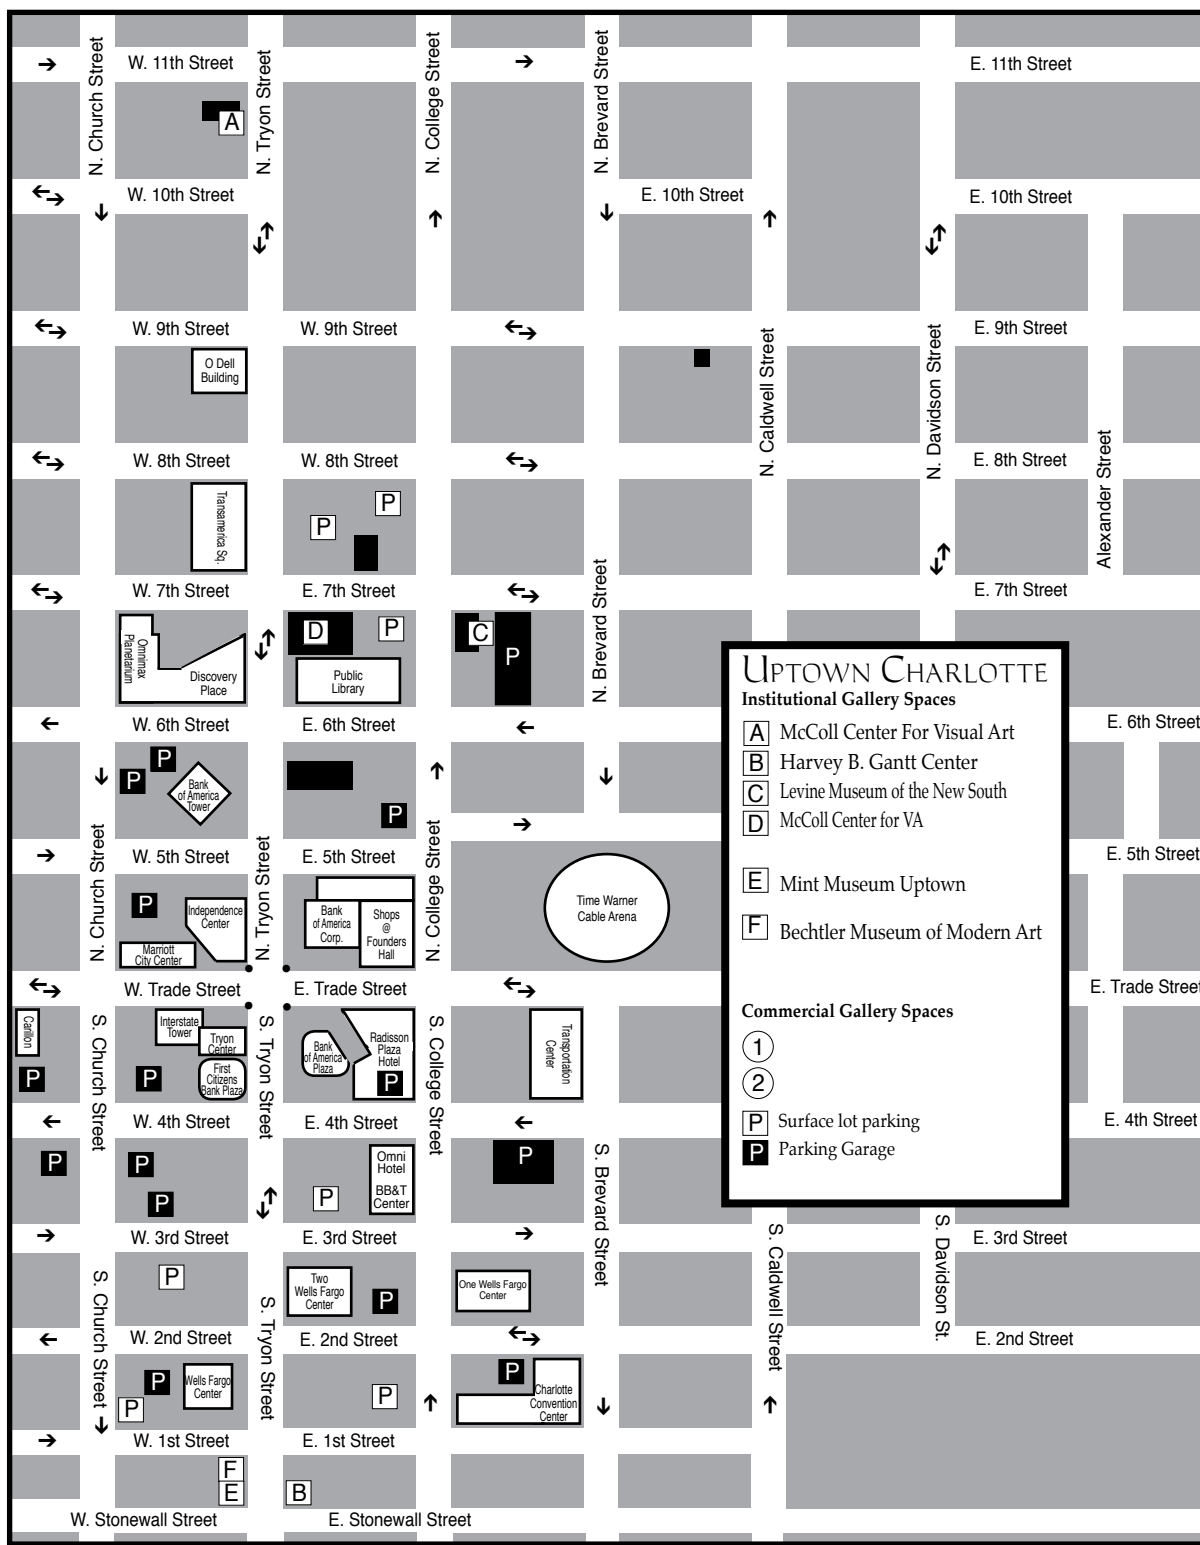 N. Church Street
N. Tryon Street
N. College Street
N. Brevard Street
W. 11th Street
E. 11th Street
A
W. 10th Street
E. 10th Street
E. 10th Street
W. 9th Street
W. 9th Street
E. 9th Street
N. Caldwell Street
N. Davidson Street
O Dell
Building
W. 8th Street
W. 8th Street
E. 8th Street
Alexander Street
Transamerica Sq.
P
P
W. 7th Street
E. 7th Street
E. 7th Street
N. Brevard Street
Omnimax
Planetarium
Discovery
Place
D
P
Public
Library
C
P
W. 6th Street
E. 6th Street
E. 6th Street
P
P
Bank
of America
Tower
P
N. Church Street
N. Tryon Street
N. College Street
W. 5th Street
E. 5th Street
E. 5th Street
P
Independence
Center
Marriott
City Center
Bank
of America
Corp.
Shops
@
Founders
Hall
Time Warner
Cable Arena
W. Trade Street
E. Trade Street
E. Trade Street
Carillon
P
S. Church Street
Interstate
Tower
Tryon
Center
First
Citizens
Bank Plaza
P
S. Tryon Street
Bank
of America
Plaza
Radisson
Plaza
Hotel
P
S. College Street
Transportation
Center
W. 4th Street
E. 4th Street
E. 4th Street
P
P
P
P
Omni
Hotel
BB&T
Center
P
S. Brevard Street
W. 3rd Street
E. 3rd Street
E. 3rd Street
S. Church Street
P
S. Tryon Street
Two
Wells Fargo
Center
P
One Wells Fargo
Center
S. Caldwell Street
S. Davidson St.
W. 2nd Street
E. 2nd Street
E. 2nd Street
P
P
Wells Fargo
Center
P
P
Charlotte
Convention
Center
W. 1st Street
E. 1st Street
F
E
B
W. Stonewall Street
E. Stonewall Street
UPTOWN CHARLOTTE
Institutional Gallery Spaces
A McColl Center For Visual Art
B Harvey B. Gantt Center
C Levine Museum of the New South
D McColl Center for VA
E Mint Museum Uptown
F Bechtler Museum of Modern Art
Commercial Gallery Spaces
1
2
P Surface lot parking
P Parking Garage